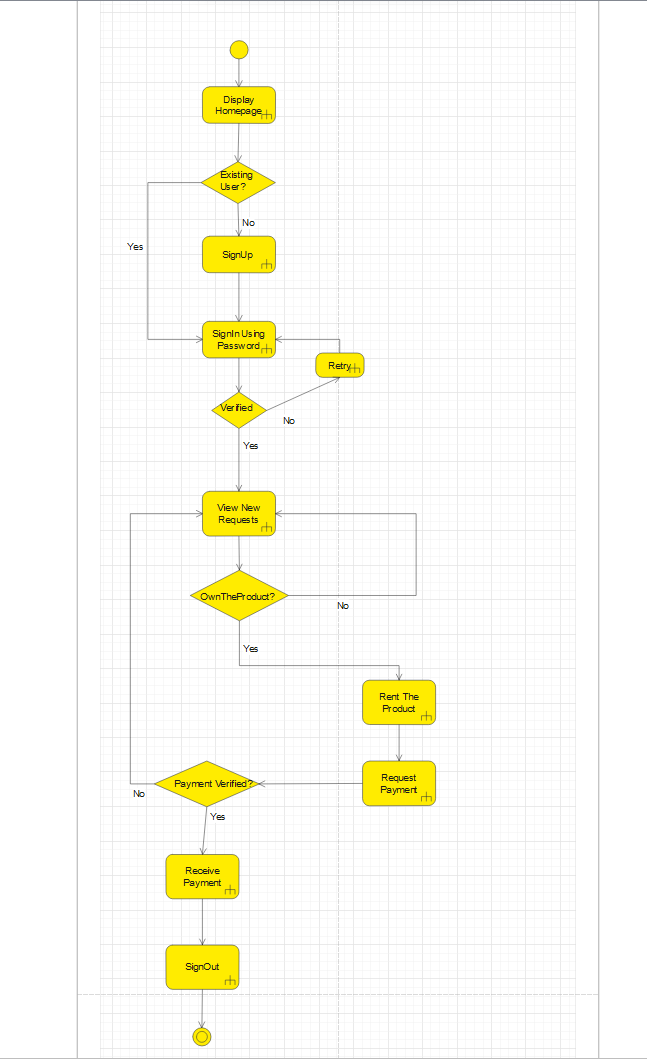 Display
Homepage
Existing
User?
No
Yes
SignUp
SignIn Using
Password
Retry
Verified
No
Yes
View New
Requests
OwnTheProduct?
No
Yes
Rent The
Product
Request
Payment
Payment Verified?
No
Yes
Receive
Payment
SignOut